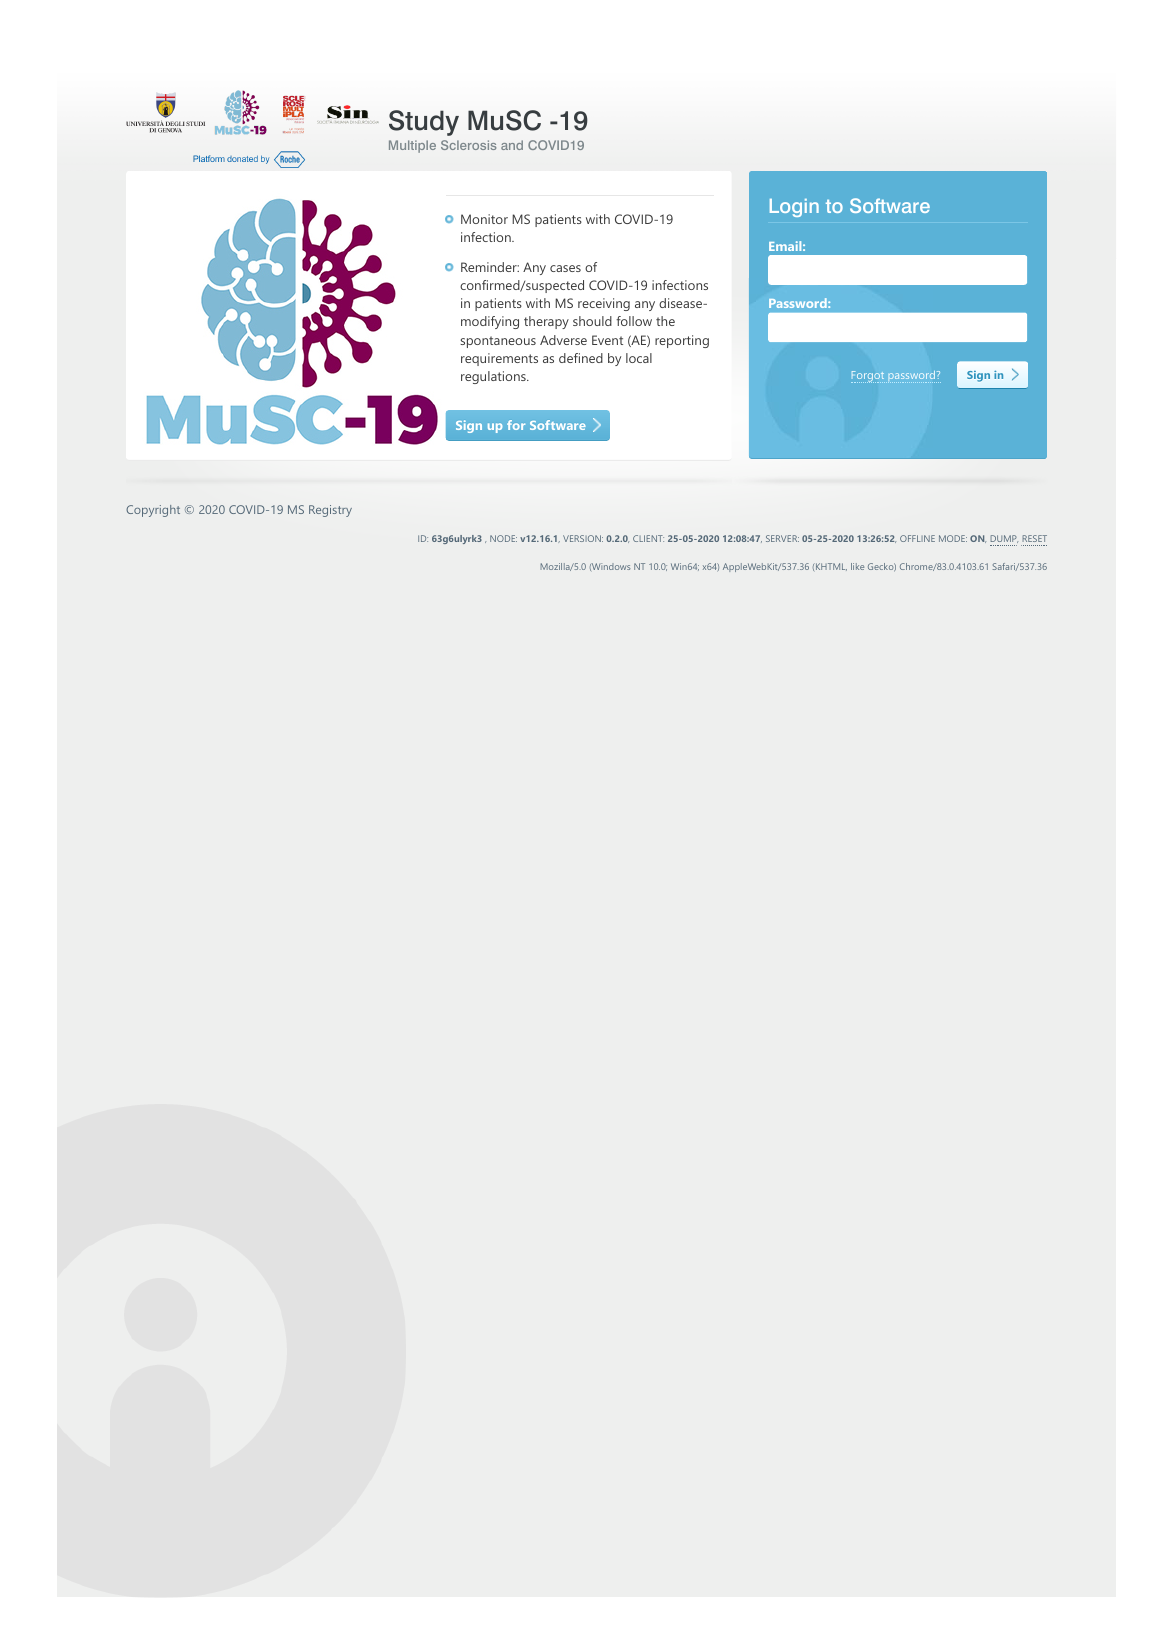 UNIVERSITÀ DEGLI STUDI
DI GENOVA
MuSC-19
SCLE
ROSI
MULT
IPLA
Sin
Study MuSC -19
Multiple Sclerosis and COVID19
Platform donated by Roche
MuSC-19
Monitor MS patients with COVID-19
infection.
Reminder: Any cases of
confirmed/suspected COVID-19 infections
in patients with MS receiving any disease-
modifying therapy should follow the
spontaneous Adverse Event (AE) reporting
requirements as defined by local
regulations.
Sign up for Software
Login to Software
Email:
Password:
Forgot password?
Sign in
Copyright © 2020 COVID-19 MS Registry
ID: 63g6ulyrk3 , NODE: v12.16.1, VERSION: 0.2.0, CLIENT: 25-05-2020 12:08:47, SERVER: 05-25-2020 13:26:52, OFFLINE MODE: ON, DUMP, RESET
Mozilla/5.0 (Windows NT 10.0; Win64; x64) AppleWebKit/537.36 (KHTML, like Gecko) Chrome/83.0.4103.61 Safari/537.36